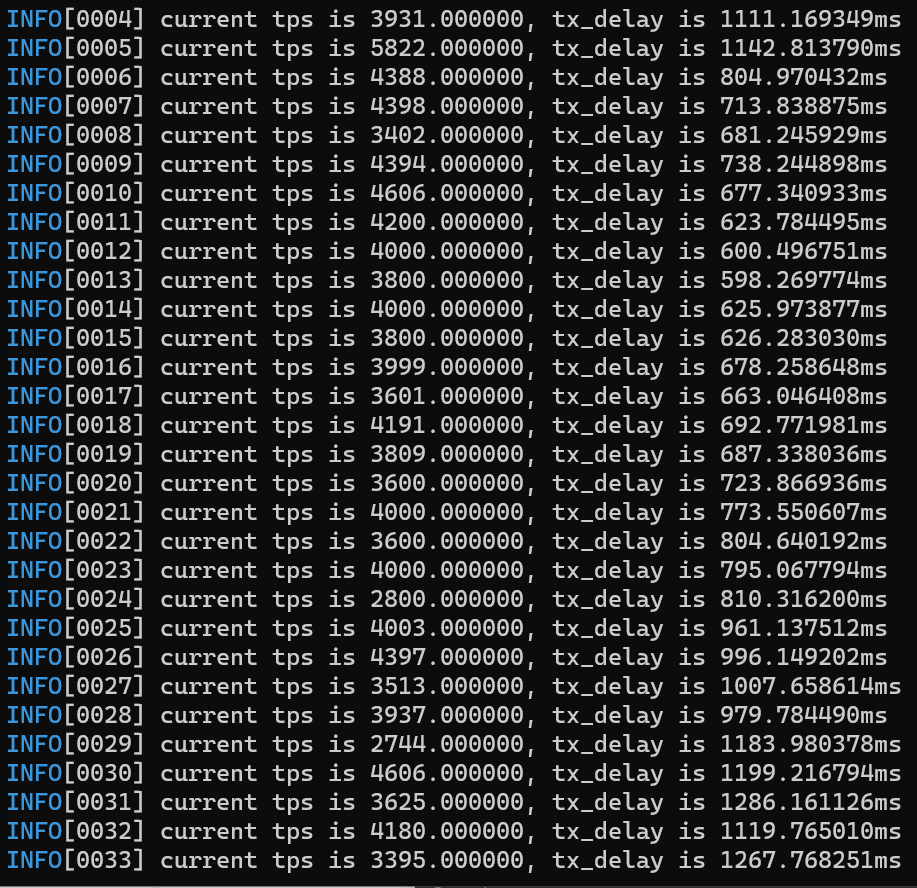 INFO[0004] current tps is 3931.000000, tx_delay is 1111.169349ms
INFO[0005] current tps is 5822.000000, tx_delay is 1142.813790ms
INFO[0006] current tps is 4388.000000, tx_delay is 804.970432ms
INFO[0007] current tps is 4398.000000, tx_delay is 713.838875ms
INFO[0008] current tps is 3402.000000, tx_delay is 681.245929ms
INFO[0009] current tps is 4394.000000, tx_delay is 738.244898ms
INFO[0010] current tps is 4606.000000, tx_delay is 677.340933ms
INFO[0011] current tps is 4200.000000, tx_delay is 623.784495ms
INFO[0012] current tps is 4000.000000, tx_delay is 600.496751ms
INFO[0013] current tps is 3800.000000, tx_delay is 598.269774ms
INFO[0014] current tps is 4000.000000, tx_delay is 625.973877ms
INFO[0015] current tps is 3800.000000, tx_delay is 626.283030ms
INFO[0016] current tps is 3999.000000, tx_delay is 678.258648ms
INFO[0017] current tps is 3601.000000, tx_delay is 663.046408ms
INFO[0018] current tps is 4191.000000, tx_delay is 692.771981ms
INFO[0019] current tps is 3809.000000, tx_delay is 687.338036ms
INFO[0020] current tps is 3600.000000, tx_delay is 723.866936ms
INFO[0021] current tps is 4000.000000, tx_delay is 773.550607ms
INFO[0022] current tps is 3600.000000, tx_delay is 804.640192ms
INFO[0023] current tps is 4000.000000, tx_delay is 795.067794ms
INFO[0024] current tps is 2800.000000, tx_delay is 810.316200ms
INFO[0025] current tps is 4003.000000, tx_delay is 961.137512ms
INFO[0026] current tps is 4397.000000, tx_delay is 996.149202ms
INFO[0027] current tps is 3513.000000, tx_delay is 1007.658614ms
INFO[0028] current tps is 3937.000000, tx_delay is 979.784490ms
INFO[0029] current tps is 2744.000000, tx_delay is 1183.980378ms
INFO[0030] current tps is 4606.000000, tx_delay is 1199.216794ms
INFO[0031] current tps is 3625.000000, tx_delay is 1286.161126ms
INFO[0032] current tps is 4180.000000, tx_delay is 1119.765010ms
INFO[0033] current tps is 3395.000000, tx_delay is 1267.768251ms